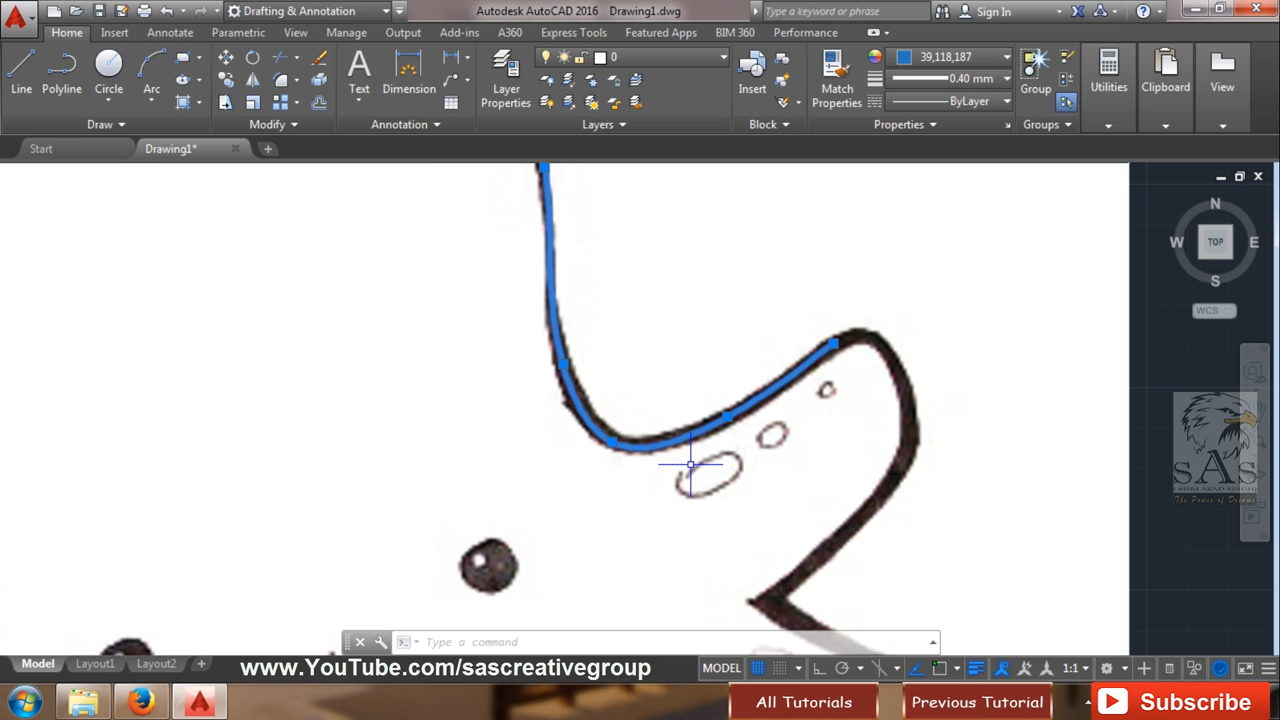 Drafting & Annotation
Autodesk AutoCAD 2016 Drawing1.dwg
Type a keyword or phrase
Sign In
Home Insert Annotate Parametric View Manage Output Add-ins A360 Express Tools Featured Apps BIM 360 Performance
0
39,118,187
0.40 mm
ByLayer
Line Polyline Circle Arc Text Dimension Layer Properties Insert Match Properties Group Utilities Clipboard View
Draw Modify Annotation Layers Block Properties Groups
Start Drawing1*
N
W TOP E
S
WCS
SAS
The Power of Dreams
Type a command
Model Layout1 Layout2
www.YouTube.com/sascreativegroup
MODEL 1:1
All Tutorials Previous Tutorial Subscribe